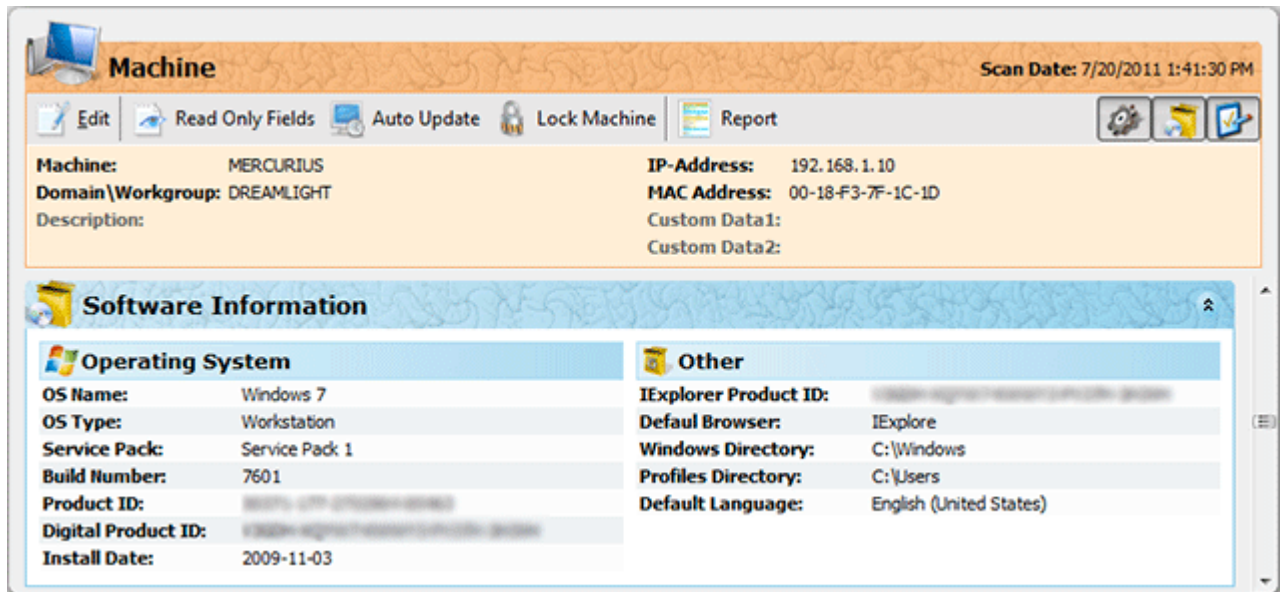 Machine
Scan Date: 7/20/2011 1:41:30 PM
Edit Read Only Fields Auto Update Lock Machine Report
Machine: MERCURIUS
Domain\Workgroup: DREAMLIGHT
Description:
IP-Address: 192.168.1.10
MAC Address: 00-18-F3-7F-1C-1D
Custom Data1:
Custom Data2:
Software Information
Operating System
OS Name: Windows 7
OS Type: Workstation
Service Pack: Service Pack 1
Build Number: 7601
Product ID:
Digital Product ID:
Install Date: 2009-11-03
Other
IExplorer Product ID:
Defaul Browser: IExplore
Windows Directory: C:\Windows
Profiles Directory: C:\Users
Default Language: English (United States)